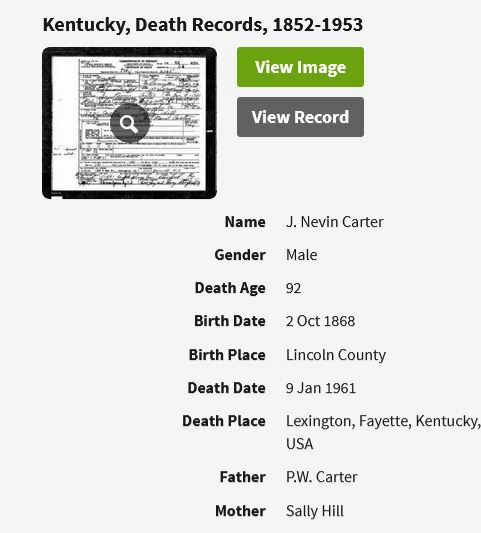 Kentucky, Death Records, 1852-1953
View Image
View Record
Name J. Nevin Carter
Gender Male
Death Age 92
Birth Date 2 Oct 1868
Birth Place Lincoln County
Death Date 9 Jan 1961
Death Place Lexington, Fayette, Kentucky,
USA
Father P.W. Carter
Mother Sally Hill